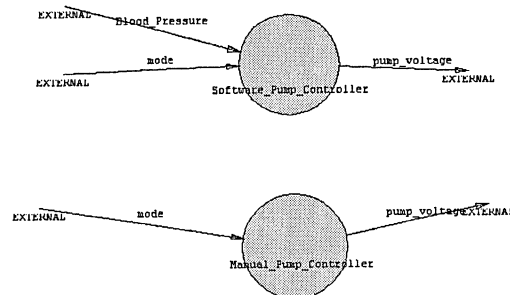 EXTERNAL
Blood_Pressure
mode
EXTERNAL
pump_voltage
EXTERNAL
Software_Pump_Controller
EXTERNAL
mode
pump_voltage
EXTERNAL
Manual_Pump_Controller